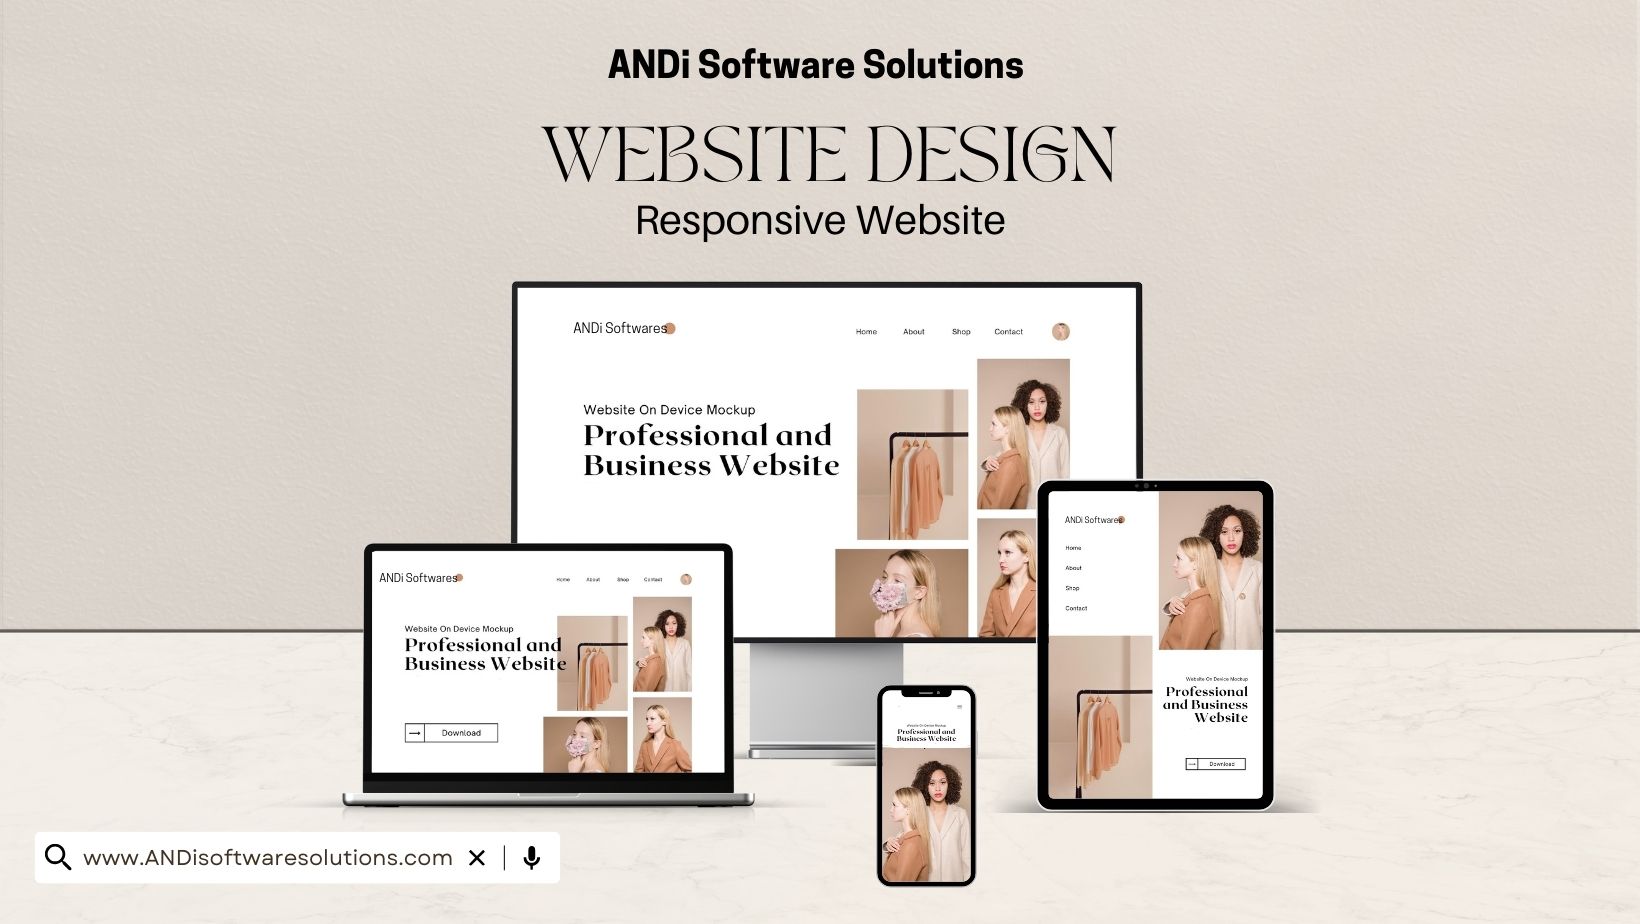 ANDi Software Solutions
WEBSITE DESIGN
Responsive Website
ANDi Softwares
Home About Shop Contact
Website On Device Mockup
Professional and
Business Website
ANDi Softwares
Home About Shop Contact
Website On Device Mockup
Professional and
Business Website
Download
ANDi Softwares
Home
About
Shop
Contact
Website On Device Mockup
Professional
and Business
Website
Download
Website On Device Mockup
Professional and
Business Website
www.ANDisoftwaresolutions.com